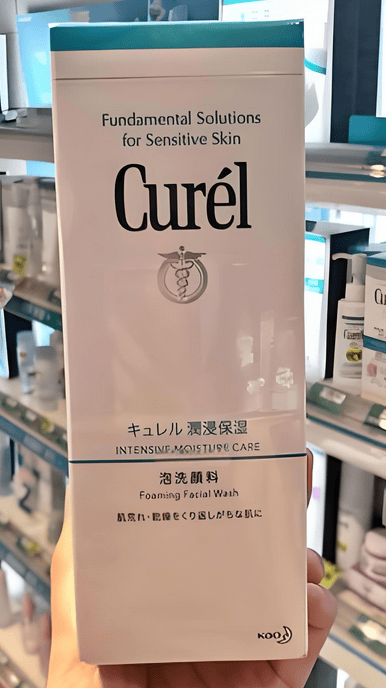 Fundamental Solutions
for Sensitive Skin
Curél
キュレル 潤浸保湿
INTENSIVE MOISTURE CARE
泡洗顔料
Foaming Facial Wash
肌荒れ・乾燥をくり返しがちな肌に